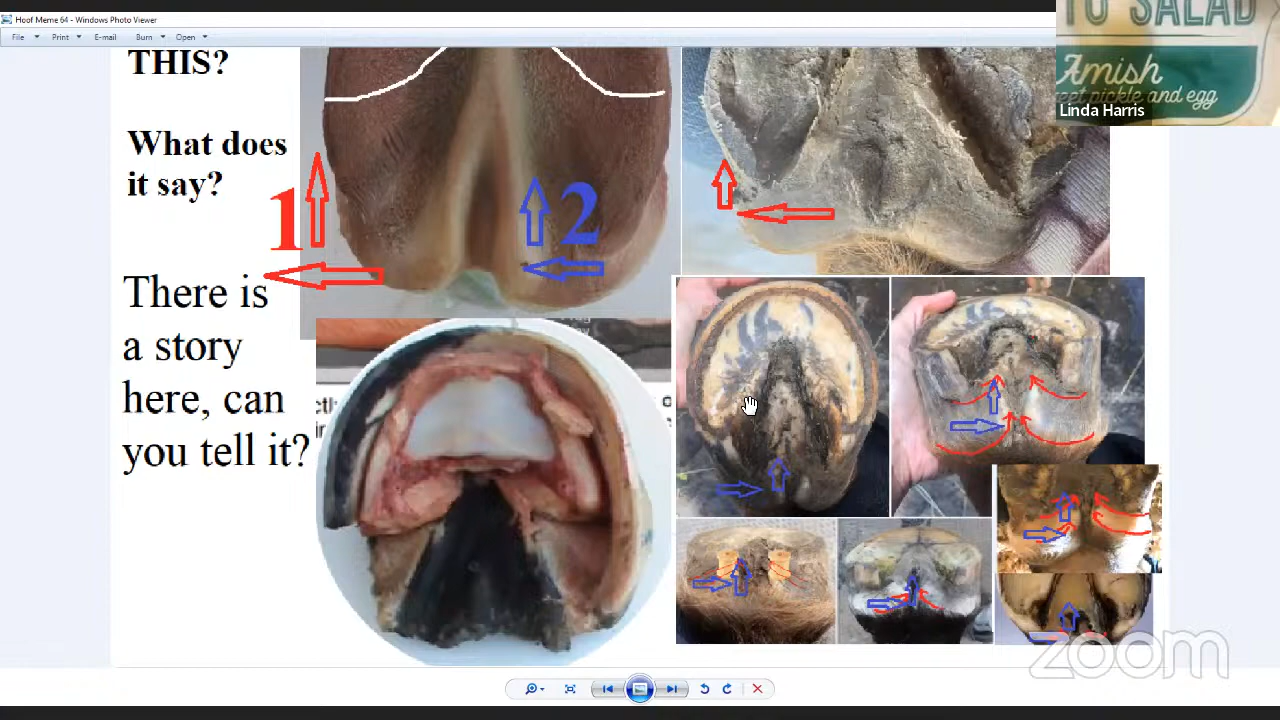 Hoof Meme 64 - Windows Photo Viewer
File Print E-mail Burn Open
THIS?
What does
it say?
1
2
There is
a story
here, can
you tell it?
TO SALAD
Amish
sweet pickle and egg
Linda Harris
zoom